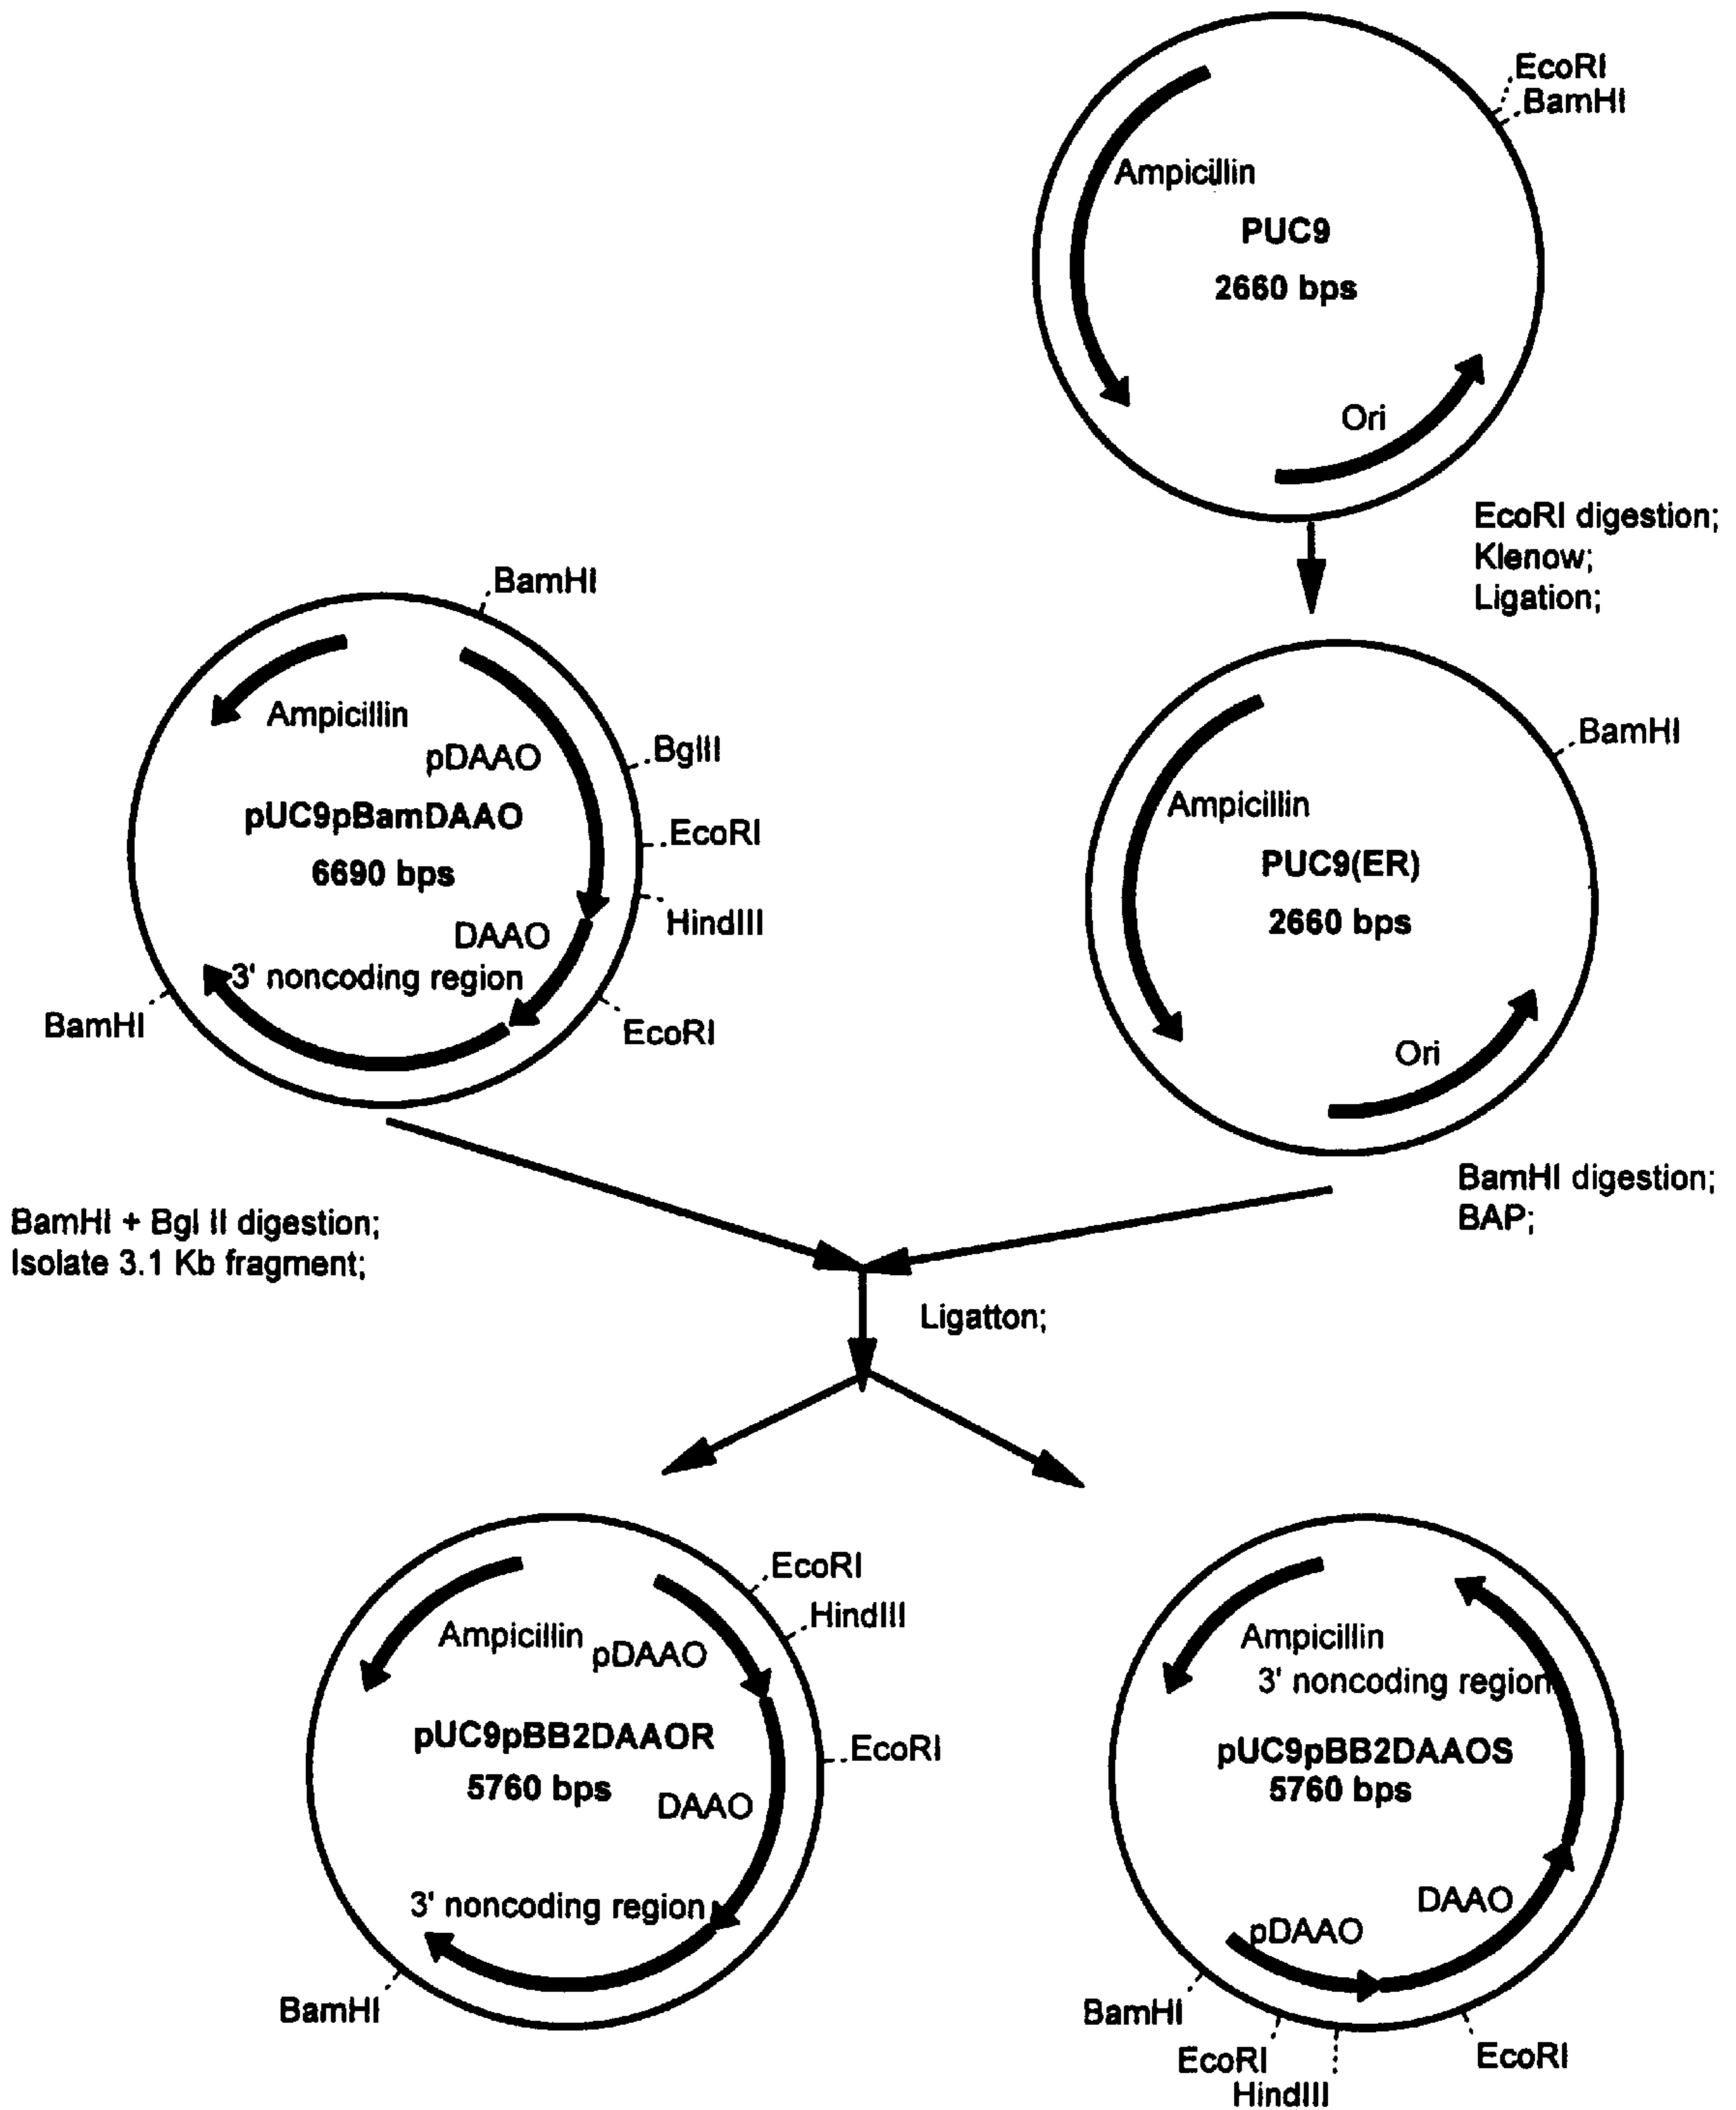 EcoRI
BamHI
Ampicillin
PUC9
2660 bps
Ori
EcoRI digestion;
Klenow;
Ligation;
BamHI
Ampicillin
pDAAO
BglII
pUC9pBamDAAO
EcoRI
6690 bps
HindIII
DAAO
3' noncoding region
BamHI
EcoRI
BamHI
Ampicillin
PUC9(ER)
2660 bps
Ori
BamHI digestion;
BAP;
BamHI + Bgl II digestion;
Isolate 3.1 Kb fragment;
Ligatton;
EcoRI
HindIII
Ampicillin
pDAAO
pUC9pBB2DAAOR
EcoRI
5760 bps
DAAO
3' noncoding region
BamHI
Ampicillin
3' noncoding region
pUC9pBB2DAAOS
5760 bps
DAAO
pDAAO
BamHI
EcoRI
EcoRI
HindIII